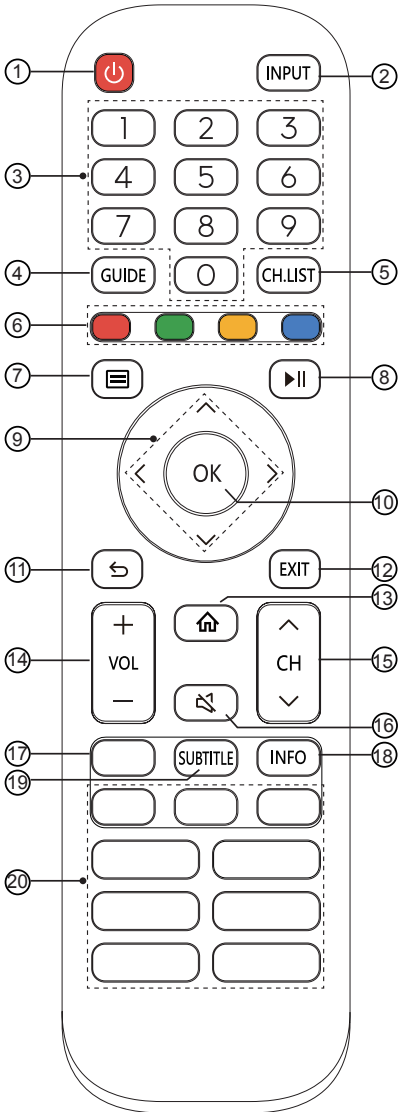 ① INPUT ②
1 2 3
③ 4 5 6
7 8 9
④ GUIDE 0 CH.LIST ⑤
⑥
⑦ ⑧
⑨ OK
⑩
⑪ EXIT ⑫
⑬
+
⑭ VOL CH ⑮
−
⑯
⑰ SUBTITLE INFO ⑱
⑲
⑳